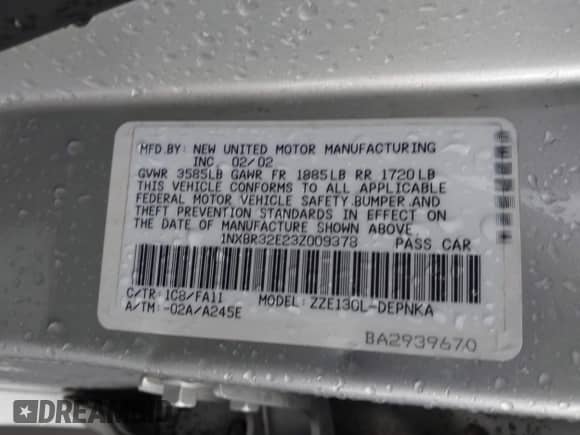 MFD.BY: NEW UNITED MOTOR MANUFACTURING
INC. 02/02
GVWR 3585LB GAWR FR 1885LB RR 1720LB
THIS VEHICLE CONFORMS TO ALL APPLICABLE
FEDERAL MOTOR VEHICLE SAFETY,BUMPER,AND
THEFT PREVENTION STANDARDS IN EFFECT ON
THE DATE OF MANUFACTURE SHOWN ABOVE.
1NXBR32E23Z009378 PASS CAR
C/TR:1C8/FA11 MODEL:ZZE130L-DEPNKA
A/TM:-02A/A245E
BA2939670
DREAMBID